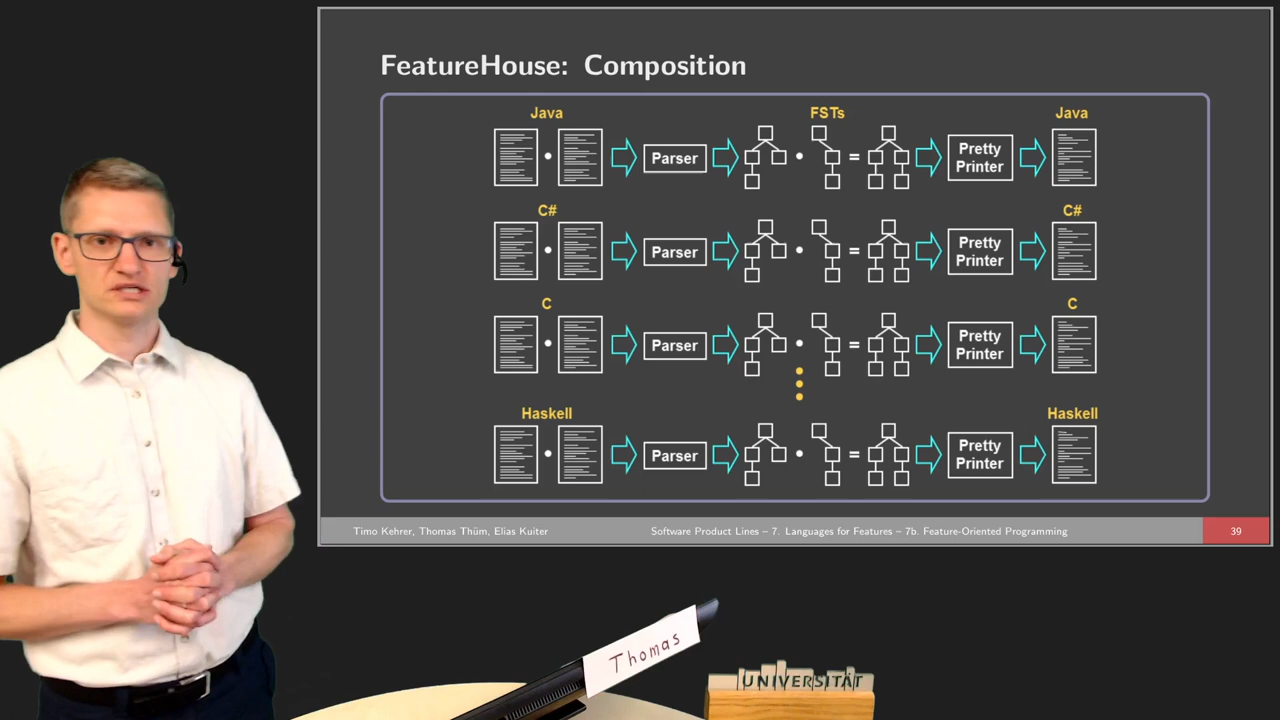 FeatureHouse: Composition
Java FSTs Java
Parser Pretty Printer
C# C#
Parser Pretty Printer
C C
Parser Pretty Printer
Haskell Haskell
Parser Pretty Printer
Timo Kehrer, Thomas Thüm, Elias Kuiter Software Product Lines – 7. Languages for Features – 7b. Feature-Oriented Programming 39
Thomas
UNIVERSITÄT